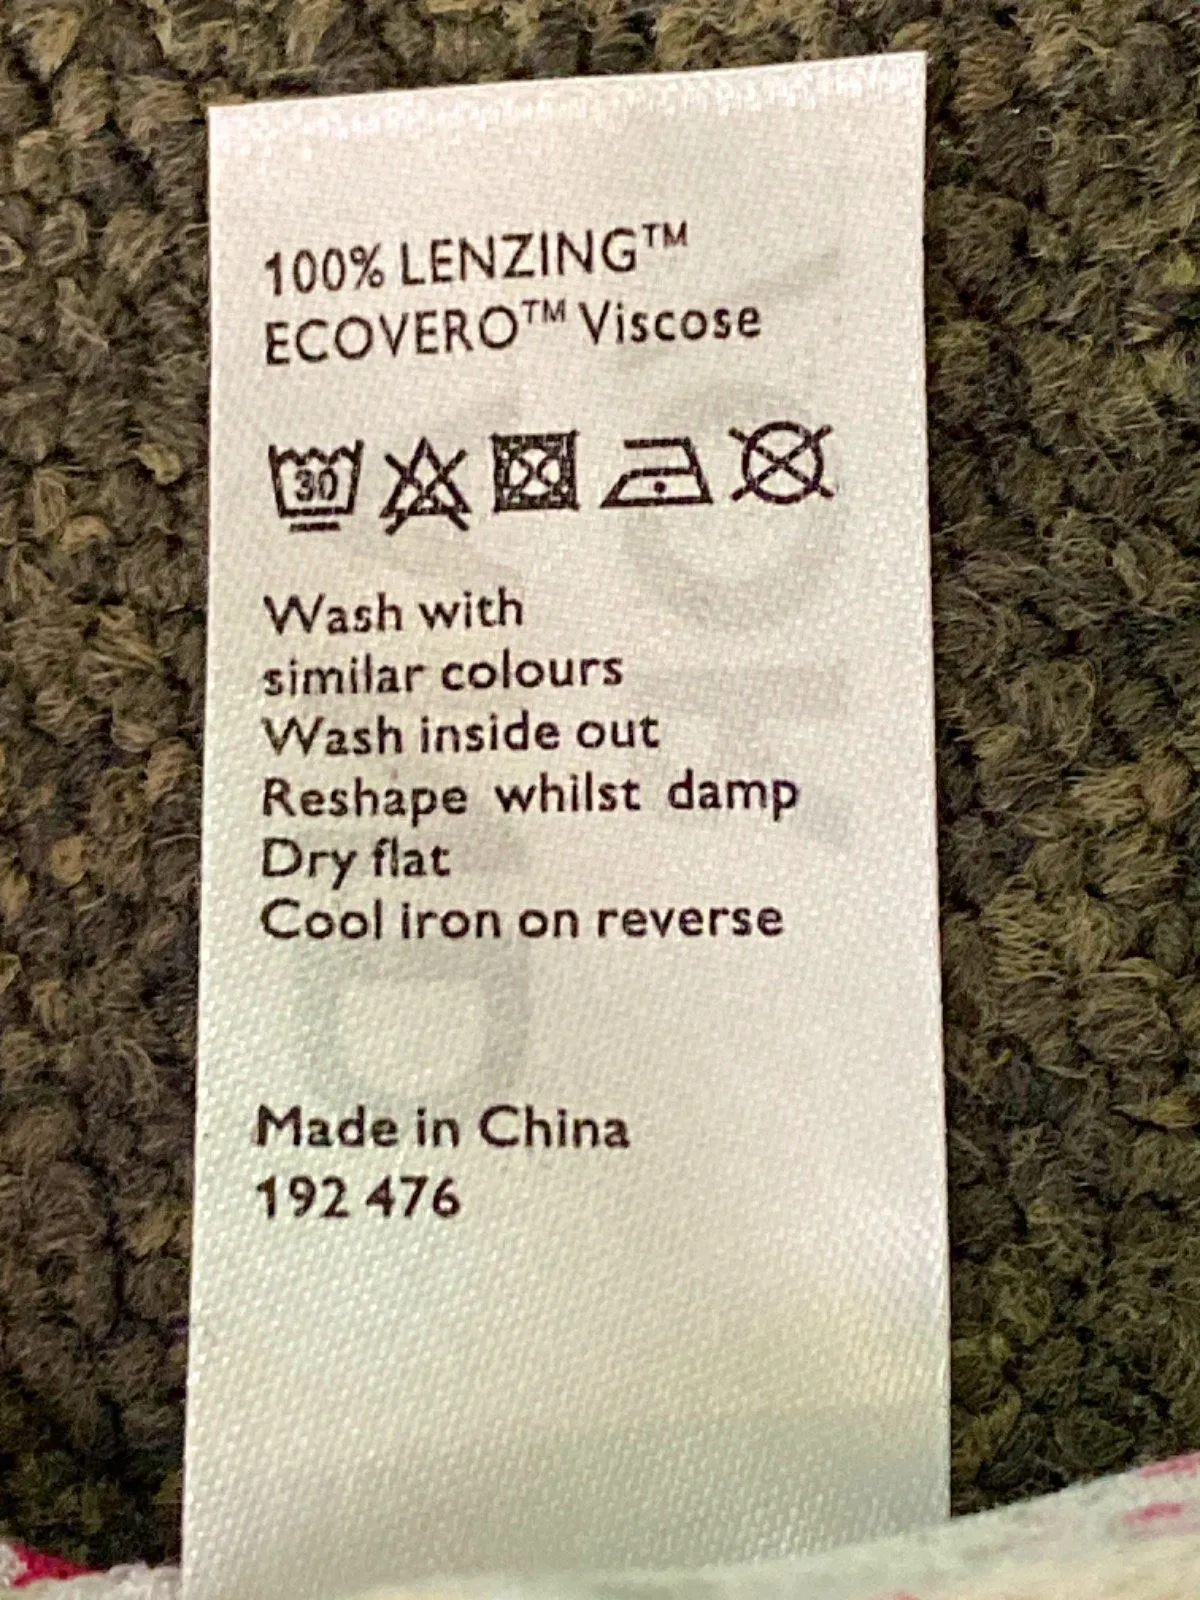 100% LENZING™
ECOVERO™ Viscose
30
Wash with
similar colours
Wash inside out
Reshape whilst damp
Dry flat
Cool iron on reverse
Made in China
192 476